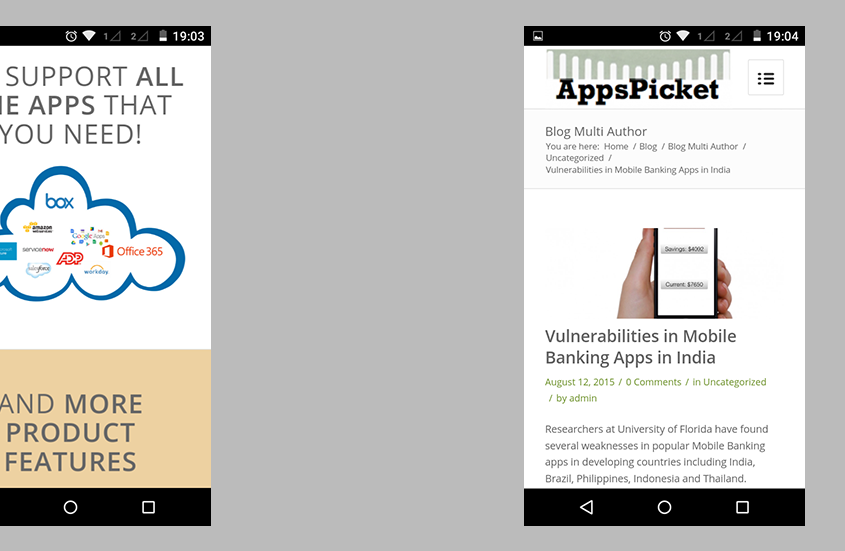 19:03
SUPPORT ALL
APPS THAT
YOU NEED!
box
amazon
web services
Google Apps
servicenow
ADP
Office 365
salesforce
workday
AND MORE
PRODUCT
FEATURES
1 2 19:04
AppsPicket
Blog Multi Author
You are here: Home / Blog / Blog Multi Author /
Uncategorized /
Vulnerabilities in Mobile Banking Apps in India
Savings: $4092
Current: $7650
Vulnerabilities in Mobile
Banking Apps in India
August 12, 2015 / 0 Comments / in Uncategorized
/ by admin
Researchers at University of Florida have found
several weaknesses in popular Mobile Banking
apps in developing countries including India,
Brazil, Philippines, Indonesia and Thailand.